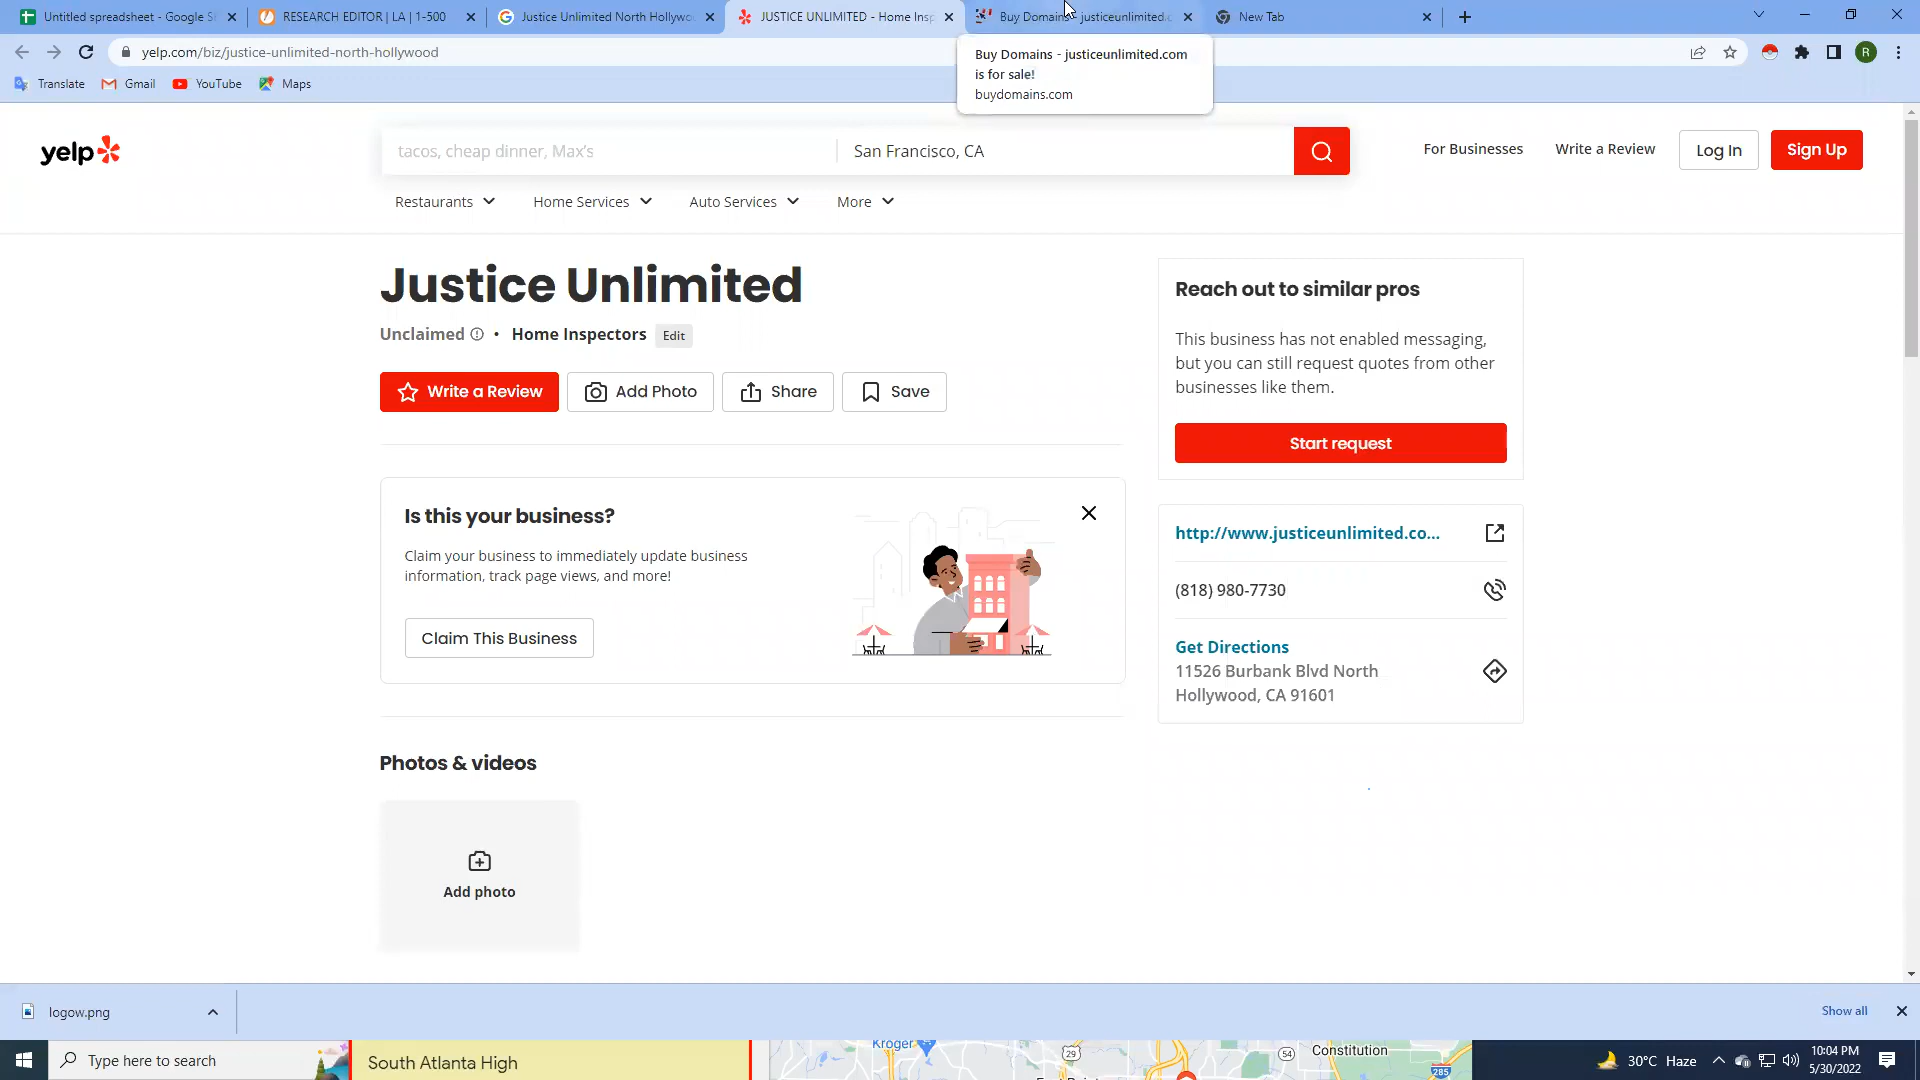 Untitled spreadsheet - Google S
RESEARCH EDITOR | LA | 1-500
Justice Unlimited North Hollywo
JUSTICE UNLIMITED - Home Insp
Buy Domains - justiceunlimited.c
New Tab
yelp.com/biz/justice-unlimited-north-hollywood
R
Translate
Gmail
YouTube
Maps
Buy Domains - justiceunlimited.com
is for sale!
buydomains.com
yelp
tacos, cheap dinner, Max's
San Francisco, CA
For Businesses
Write a Review
Log In
Sign Up
Restaurants
Home Services
Auto Services
More
Justice Unlimited
Unclaimed • Home Inspectors Edit
Write a Review
Add Photo
Share
Save
Reach out to similar pros
This business has not enabled messaging,
but you can still request quotes from other
businesses like them.
Start request
Is this your business?
Claim your business to immediately update business
information, track page views, and more!
Claim This Business
http://www.justiceunlimited.co...
(818) 980-7730
Get Directions
11526 Burbank Blvd North
Hollywood, CA 91601
Photos & videos
Add photo
logow.png
Show all
Type here to search
South Atlanta High
Kroger
29
54
Constitution
285
30°C Haze
10:04 PM
5/30/2022